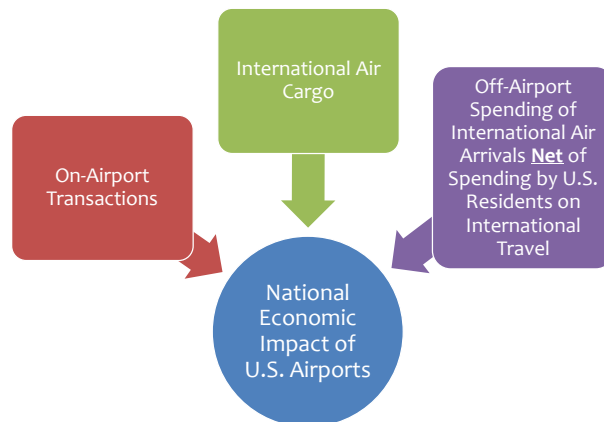 International Air
Cargo
On-Airport
Transactions
Off-Airport
Spending of
International Air
Arrivals Net of
Spending by U.S.
Residents on
International
Travel
National
Economic
Impact of
U.S. Airports